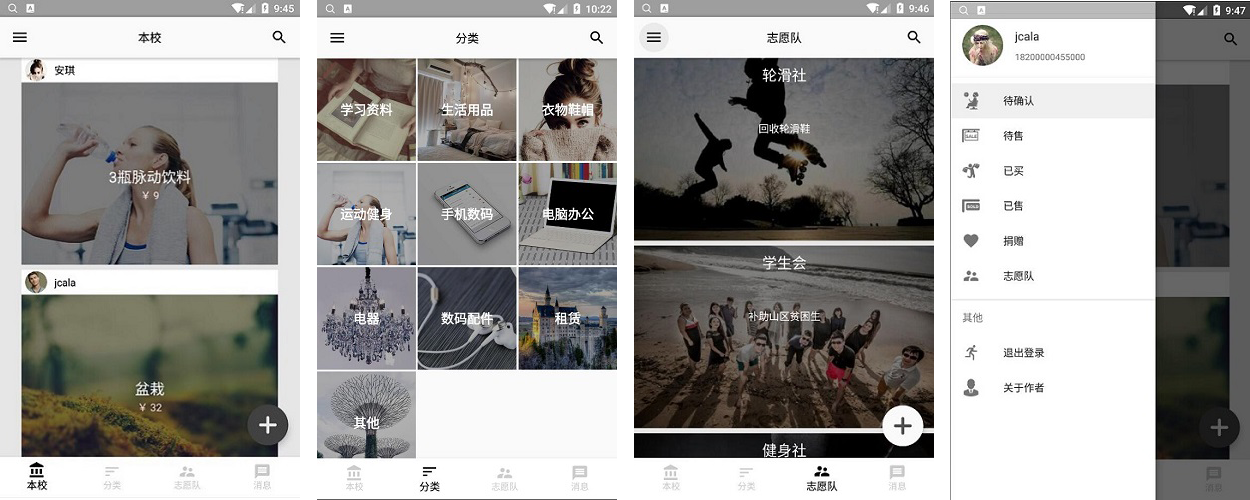 9:45
本校
安琪
3瓶脉动饮料
¥ 9
jcala
盆栽
¥ 32
本校
分类
志愿队
消息
A
10:22
分类
学习资料
生活用品
衣物鞋帽
运动健身
手机数码
电脑办公
电器
数码配件
租赁
其他
本校
分类
志愿队
消息
A
9:46
志愿队
轮滑社
回收轮滑鞋
学生会
补助山区贫困生
健身社
本校
分类
志愿队
消息
A
9:47
jcala
18200000455000
待确认
待售
已买
已售
捐赠
志愿队
其他
退出登录
关于作者